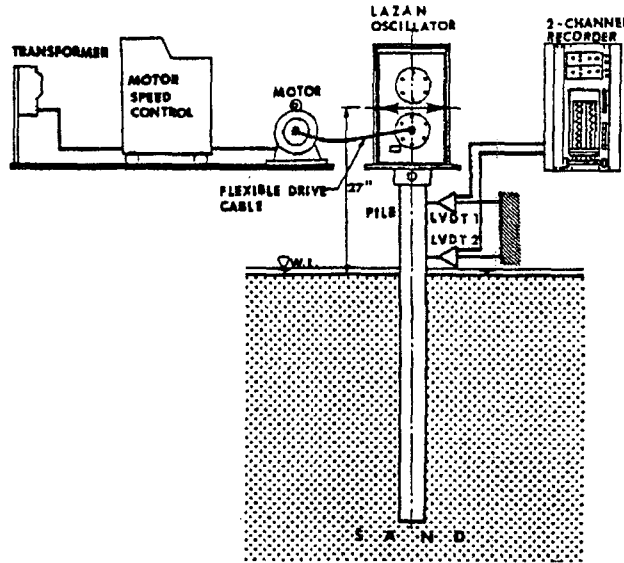 LAZAN
OSCILLATOR
2-CHANNEL
RECORDER
TRANSFORMER
MOTOR
SPEED
CONTROL
MOTOR
FLEXIBLE DRIVE
CABLE
27"
PILE
LVDT 1
LVDT 2
W.L.
S A N D